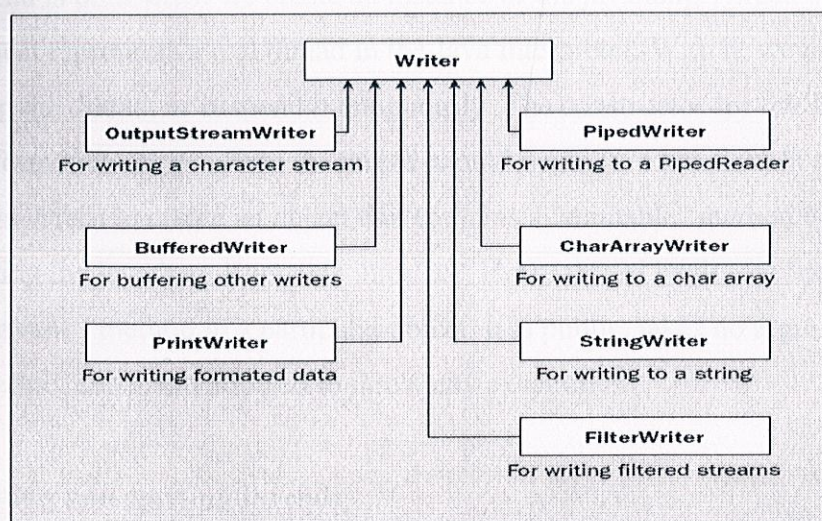 Writer
OutputStreamWriter
For writing a character stream
PipedWriter
For writing to a PipedReader
BufferedWriter
For buffering other writers
CharArrayWriter
For writing to a char array
PrintWriter
For writing formated data
StringWriter
For writing to a string
FilterWriter
For writing filtered streams